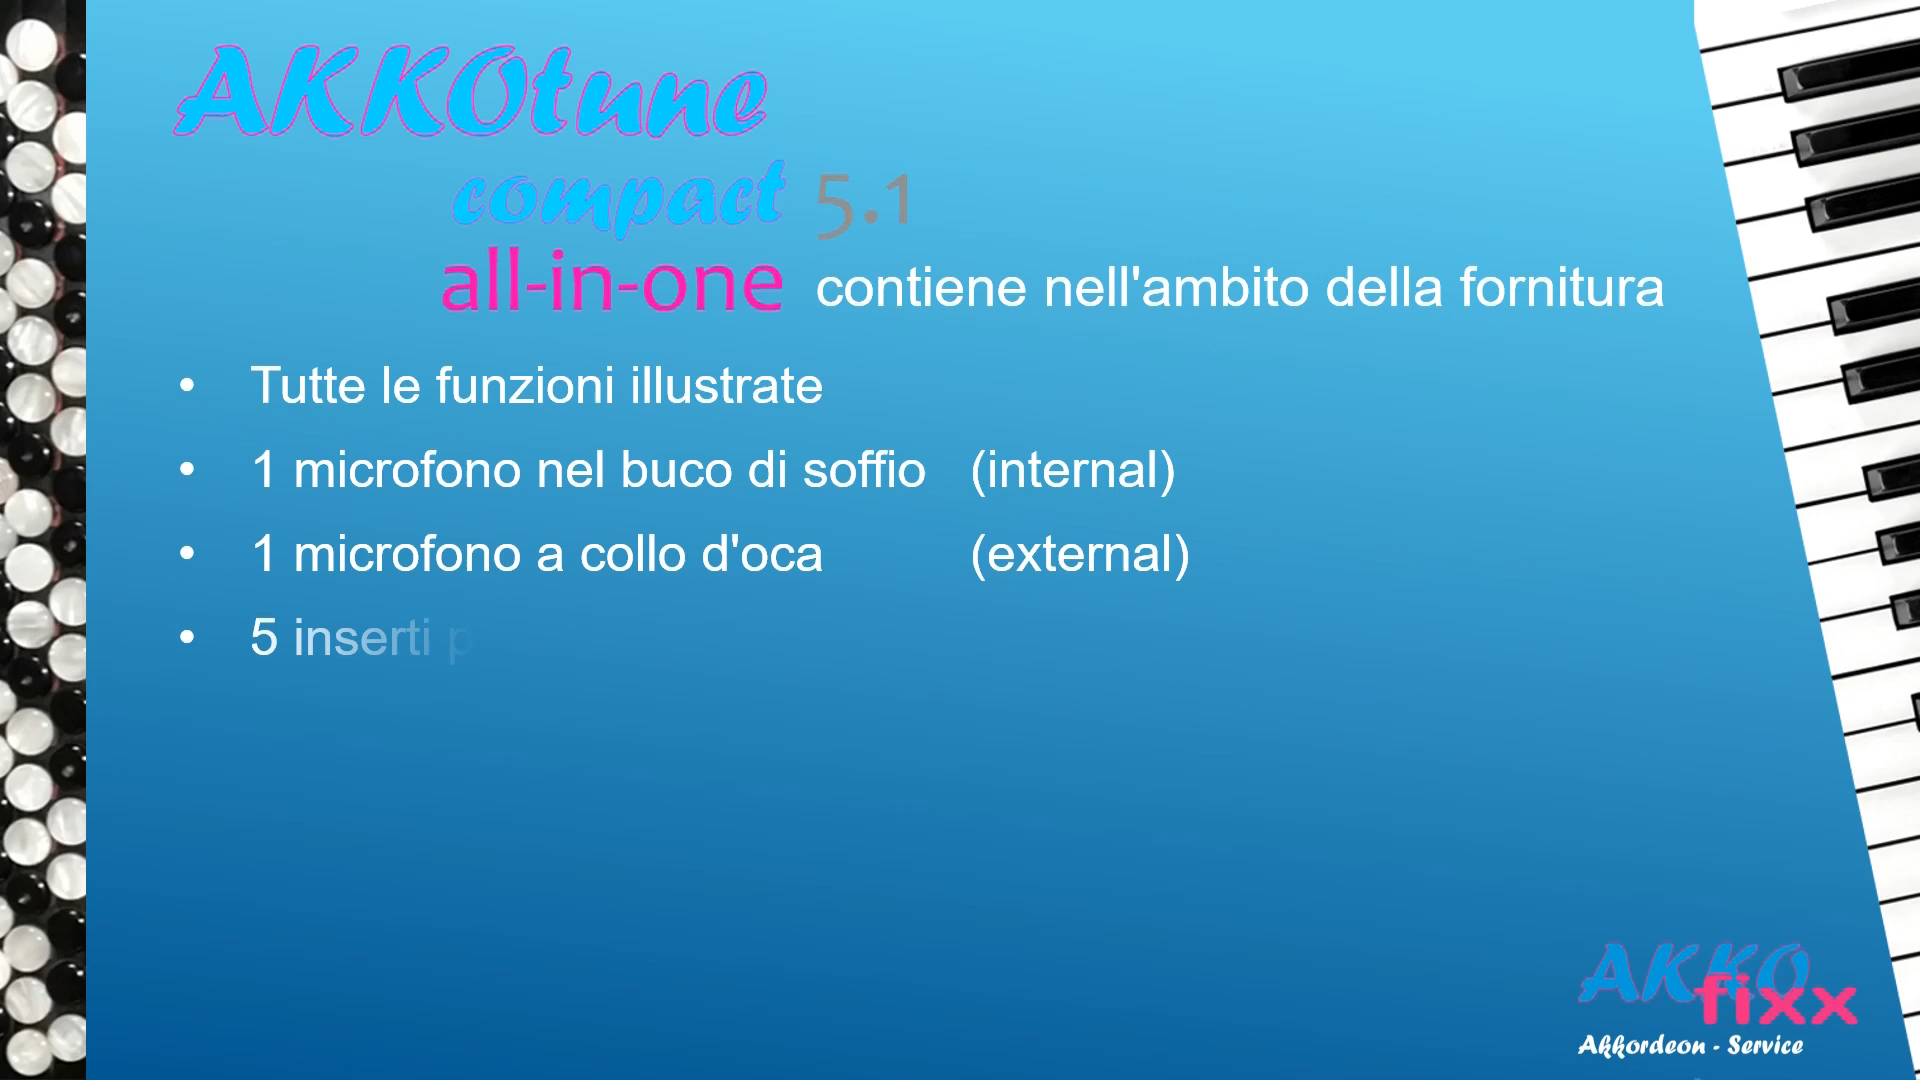 AKKOtune
compact 5.1
all-in-one contiene nell'ambito della fornitura
• Tutte le funzioni illustrate
• 1 microfono nel buco di soffio (internal)
• 1 microfono a collo d'oca (external)
• 5 inserti p
AKKO
fixx
Akkordeon - Service